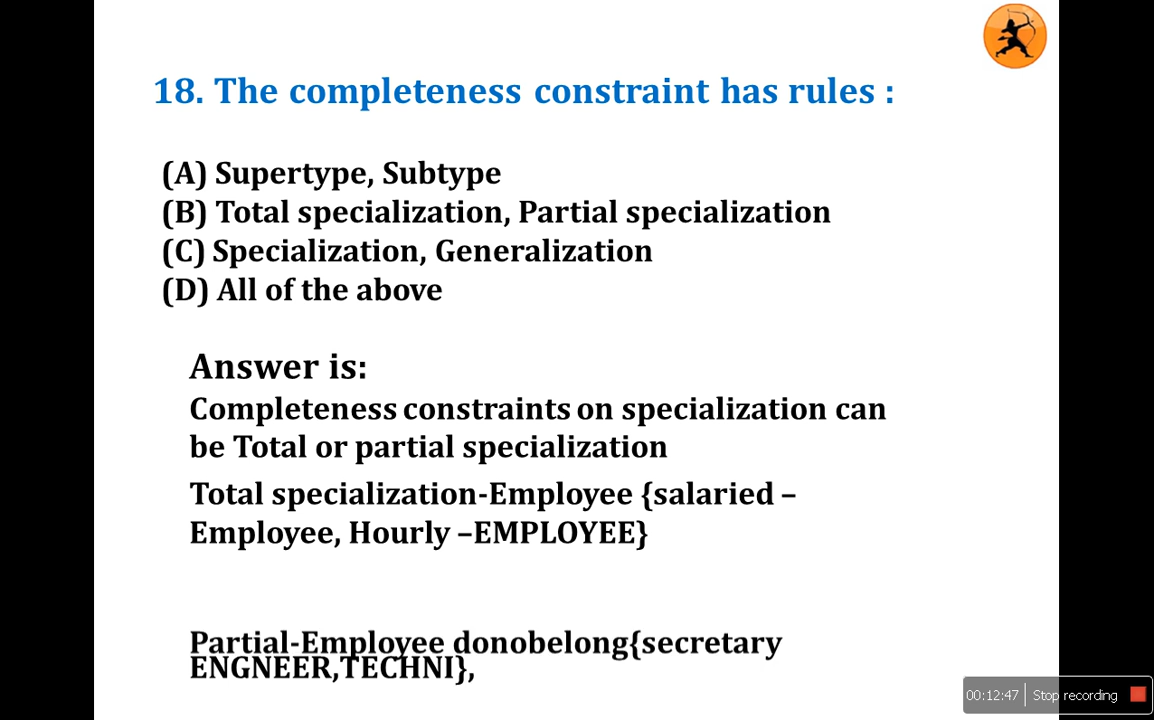 18. The completeness constraint has rules :
(A) Supertype, Subtype
(B) Total specialization, Partial specialization
(C) Specialization, Generalization
(D) All of the above
Answer is:
Completeness constraints on specialization can
be Total or partial specialization
Total specialization-Employee {salaried –
Employee, Hourly –EMPLOYEE}
Partial-Employee donobelong{secretary
ENGNEER,TECHNI},
00:12:47 Stop recording